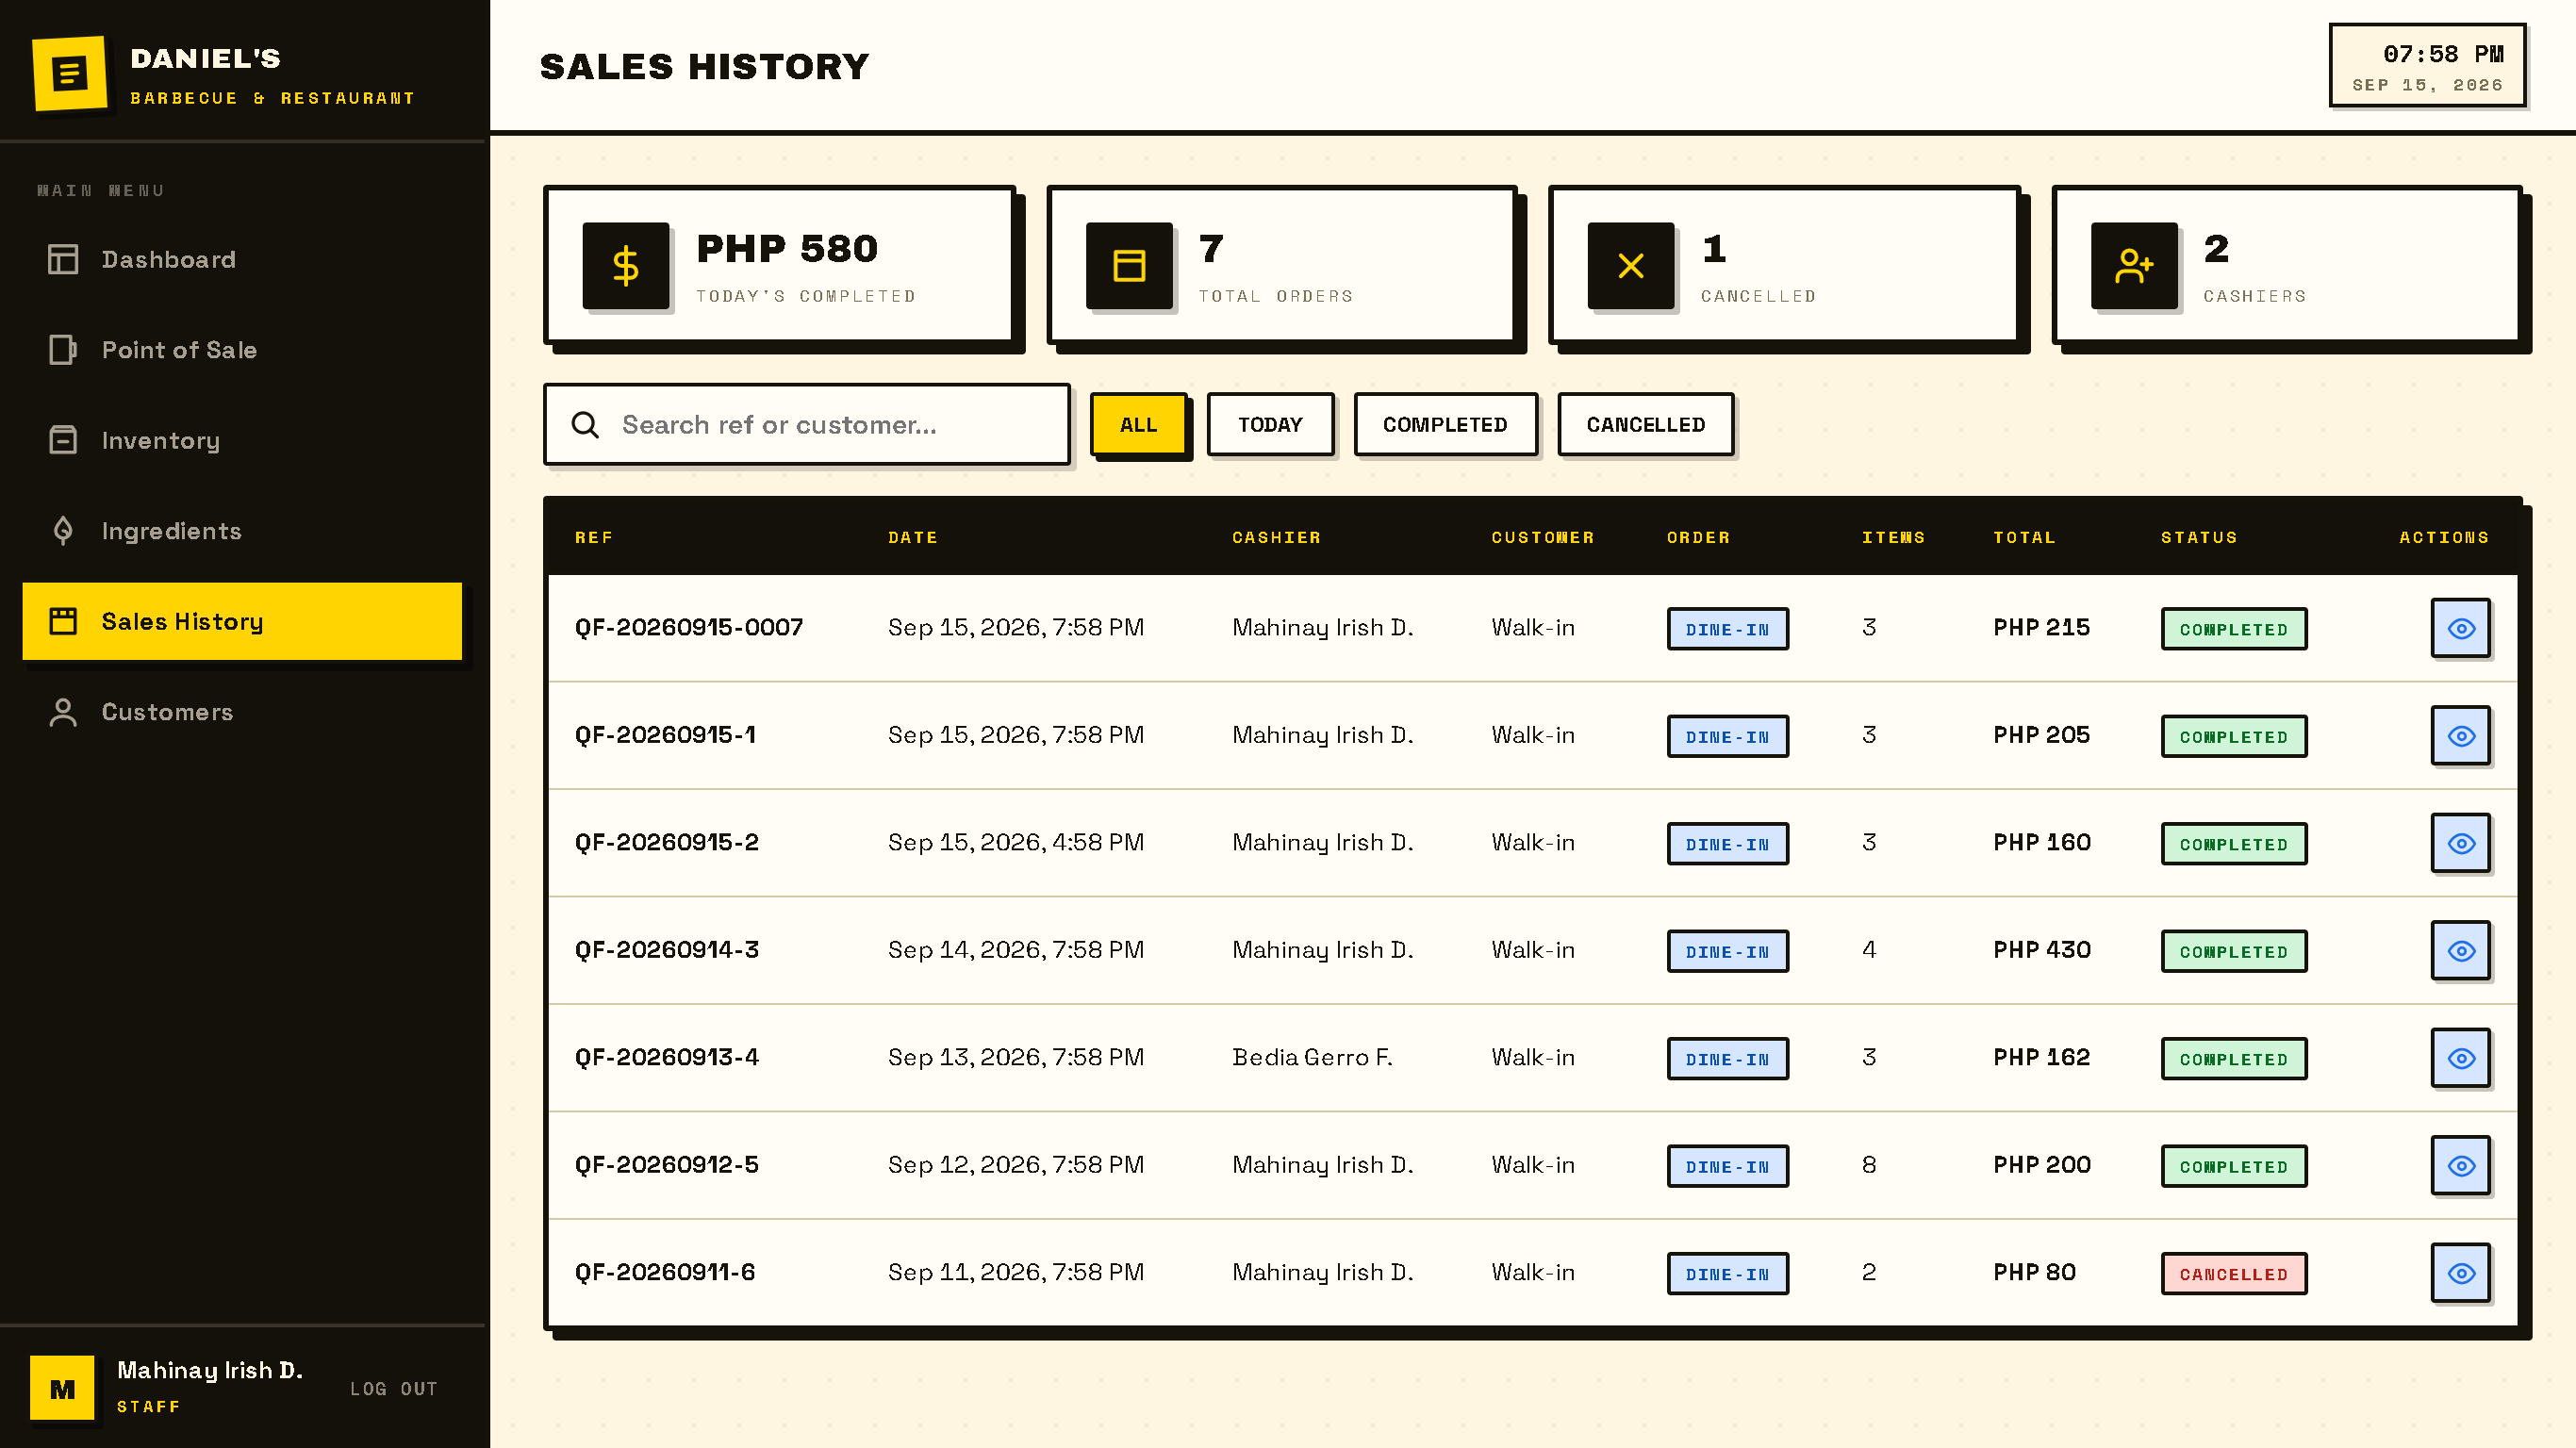 DANIEL'S
BARBECUE & RESTAURANT
MAIN MENU
Dashboard
Point of Sale
Inventory
Ingredients
Sales History
Customers
M
Mahinay Irish D.
STAFF
LOG OUT
SALES HISTORY
07:58 PM
SEP 15, 2026
PHP 580
TODAY'S COMPLETED
7
TOTAL ORDERS
1
CANCELLED
2
CASHIERS
Search ref or customer...
ALL
TODAY
COMPLETED
CANCELLED
REF DATE CASHIER CUSTOMER ORDER ITEMS TOTAL STATUS ACTIONS
QF-20260915-0007 Sep 15, 2026, 7:58 PM Mahinay Irish D. Walk-in DINE-IN 3 PHP 215 COMPLETED
QF-20260915-1 Sep 15, 2026, 7:58 PM Mahinay Irish D. Walk-in DINE-IN 3 PHP 205 COMPLETED
QF-20260915-2 Sep 15, 2026, 4:58 PM Mahinay Irish D. Walk-in DINE-IN 3 PHP 160 COMPLETED
QF-20260914-3 Sep 14, 2026, 7:58 PM Mahinay Irish D. Walk-in DINE-IN 4 PHP 430 COMPLETED
QF-20260913-4 Sep 13, 2026, 7:58 PM Bedia Gerro F. Walk-in DINE-IN 3 PHP 162 COMPLETED
QF-20260912-5 Sep 12, 2026, 7:58 PM Mahinay Irish D. Walk-in DINE-IN 8 PHP 200 COMPLETED
QF-20260911-6 Sep 11, 2026, 7:58 PM Mahinay Irish D. Walk-in DINE-IN 2 PHP 80 CANCELLED